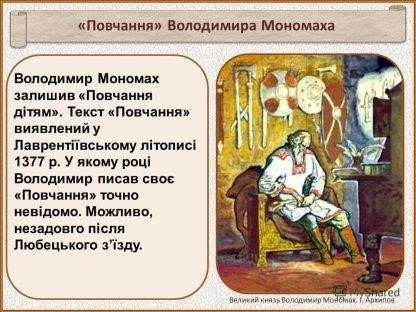 «Повчання» Володимира Мономаха
Володимир Мономах
залишив «Повчання
дітям». Текст «Повчання»
виявлений у
Лаврентіївському літописі
1377 р. У якому році
Володимир писав своє
«Повчання» точно
невідомо. Можливо,
незадовго після
Любецького з’їзду.
MyShared
Великий князь Володимир Мономах. І. Архипов